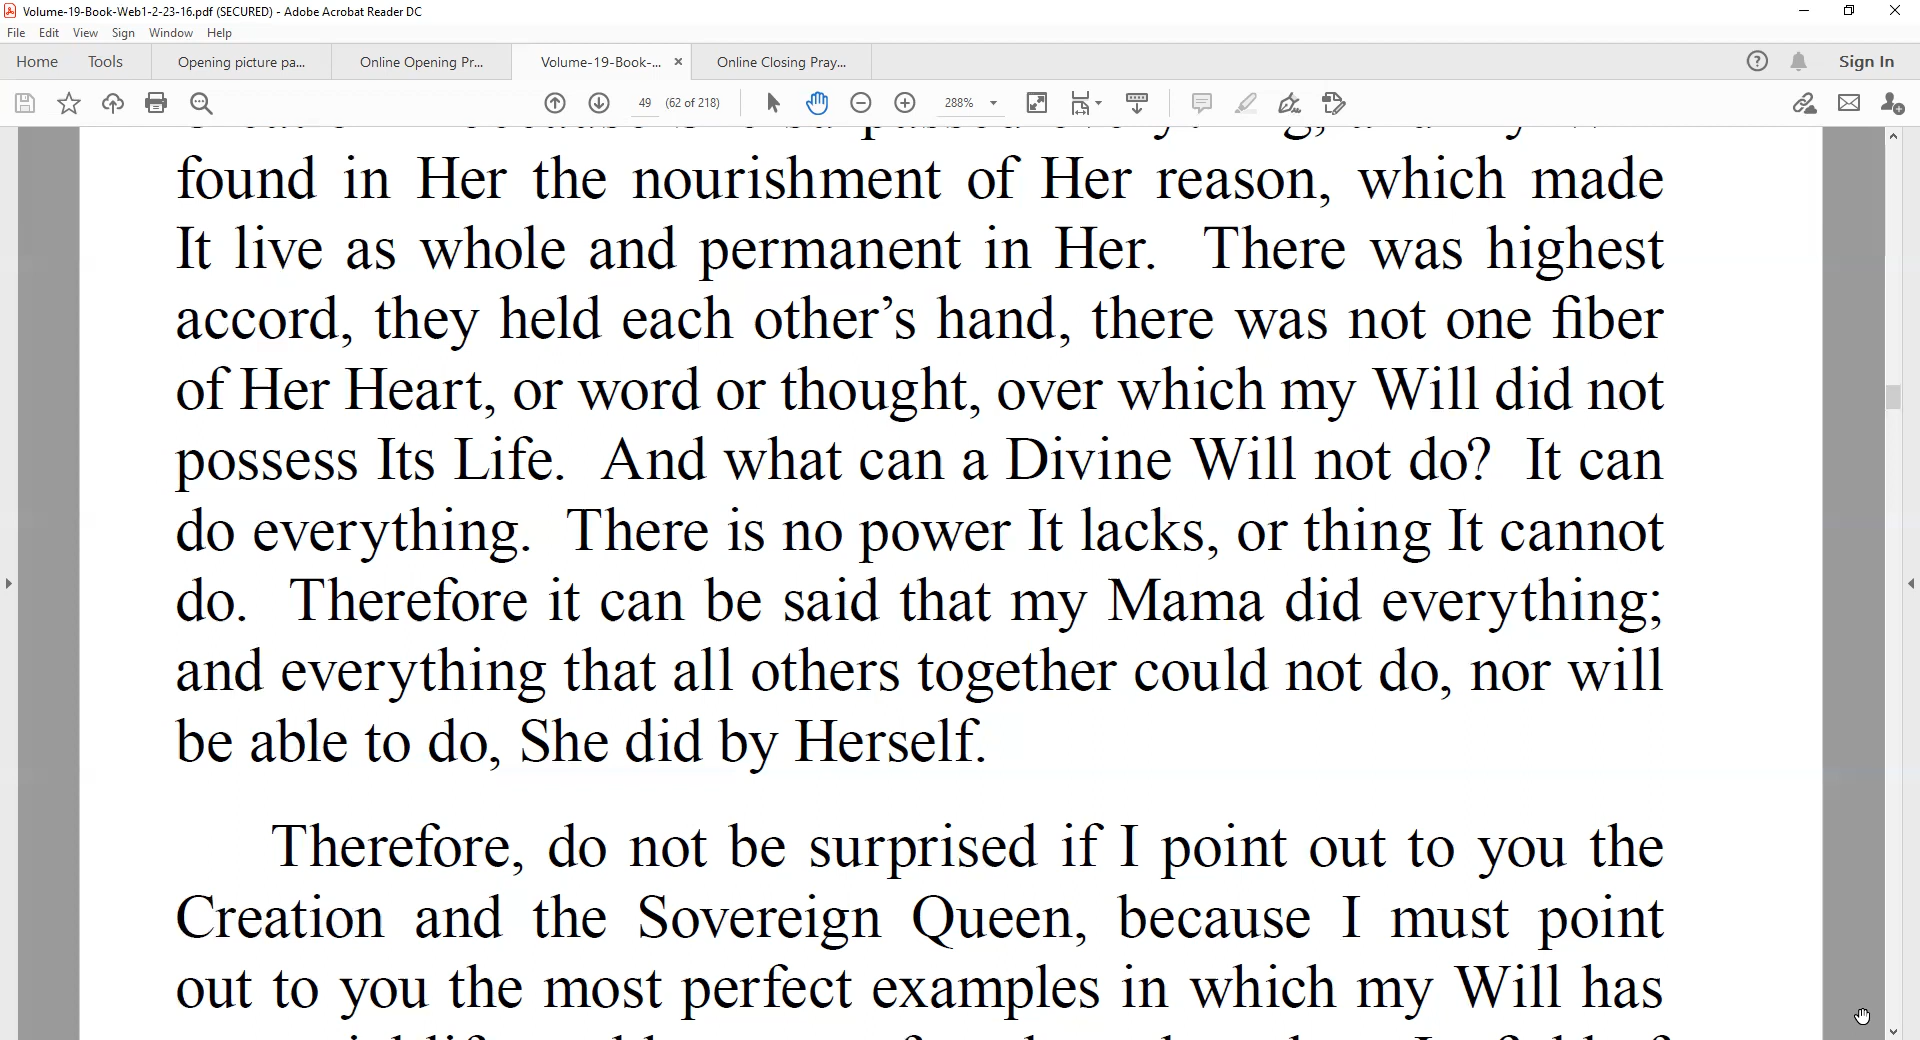 Volume-19-Book-Web1-2-23-16.pdf (SECURED) - Adobe Acrobat Reader DC
File Edit View Sign Window Help
Home Tools Opening picture pa... Online Opening Pr... Volume-19-Book-... × Online Closing Pray... Sign In
49 (62 of 218) 288%
found in Her the nourishment of Her reason, which made
It live as whole and permanent in Her. There was highest
accord, they held each other’s hand, there was not one fiber
of Her Heart, or word or thought, over which my Will did not
possess Its Life. And what can a Divine Will not do? It can
do everything. There is no power It lacks, or thing It cannot
do. Therefore it can be said that my Mama did everything;
and everything that all others together could not do, nor will
be able to do, She did by Herself.
Therefore, do not be surprised if I point out to you the
Creation and the Sovereign Queen, because I must point
out to you the most perfect examples in which my Will has